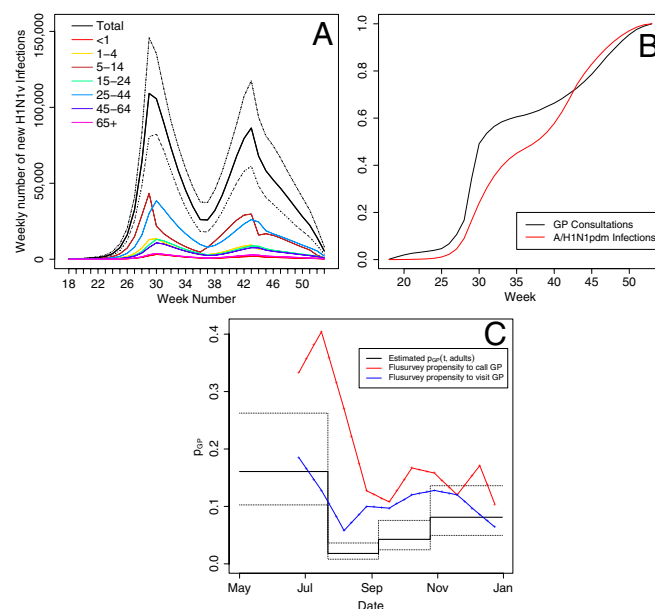 A
Total
<1
1−4
5−14
15−24
25−44
45−64
65+
Weekly number of new H1N1v Infections
150,000
100,000
50,000
0
18 22 26 30 34 38 42 46 50
Week Number
B
1.0
0.8
0.6
0.4
0.2
0.0
GP Consultations
A/H1N1pdm Infections
20 25 30 35 40 45 50
Week
C
Estimated pGP(t, adults)
Flusurvey propensity to call GP
Flusurvey propensity to visit GP
pGP
0.4
0.3
0.2
0.1
0.0
May Jul Sep Nov Jan
Date